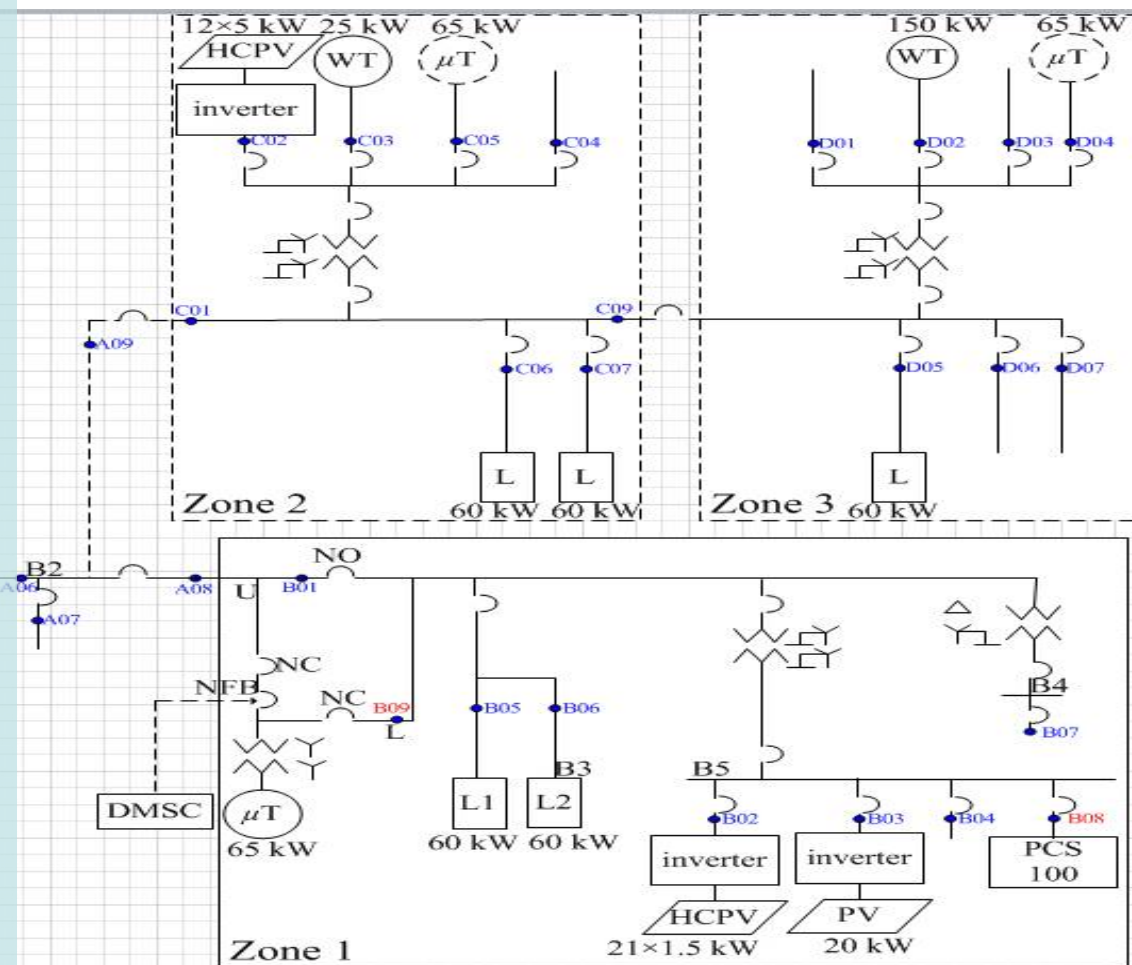 12×5 kW 25 kW 65 kW
150 kW 65 kW
HCPV WT µT
WT µT
inverter
C02 C03 C05 C04
D01 D02 D03 D04
C01 C09
A09
C06 C07
D05 D06 D07
L L
L
Zone 2 60 kW 60 kW
Zone 3 60 kW
B2 NO
A06 A08 U B01
A07
NC
NFB NC B09
L
B05 B06
B4
B07
B3
B5
DMSC µT
65 kW
L1 L2
60 kW 60 kW
B02 B03 B04 B08
inverter inverter PCS
100
HCPV PV
21×1.5 kW 20 kW
Zone 1